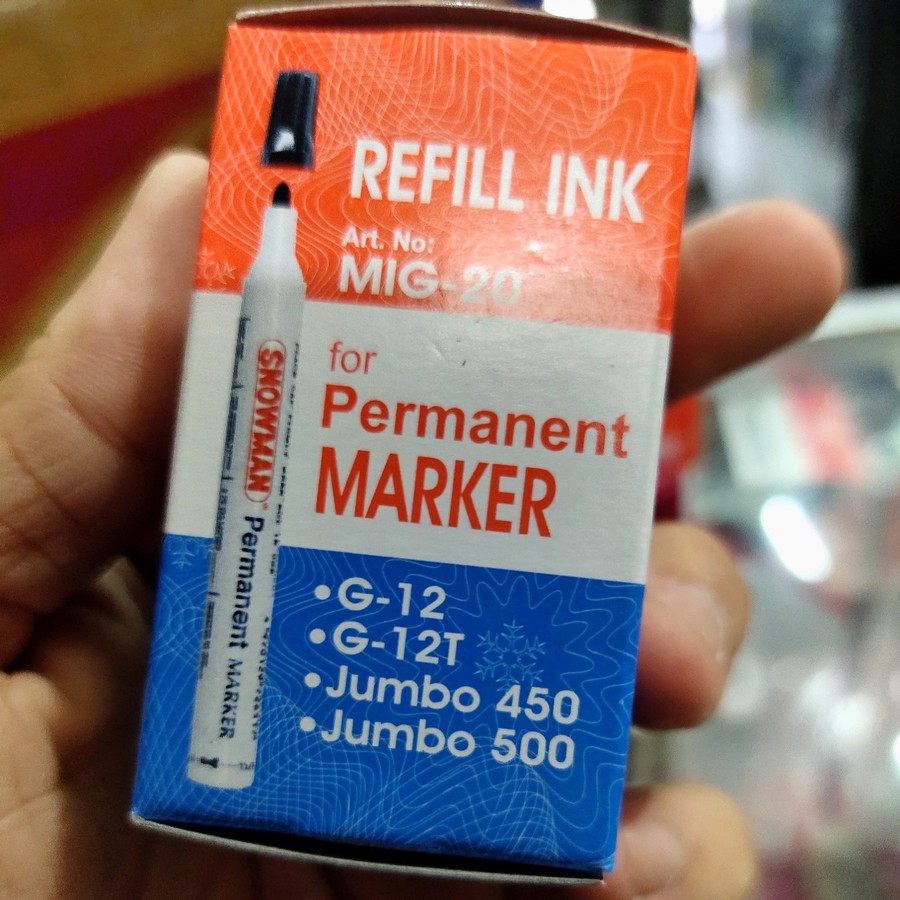 REFILL INK
Art. No:
MIG-20
for
Permanent
MARKER
•G-12
•G-12T
•Jumbo 450
•Jumbo 500
SNOWMAN
Permanent MARKER